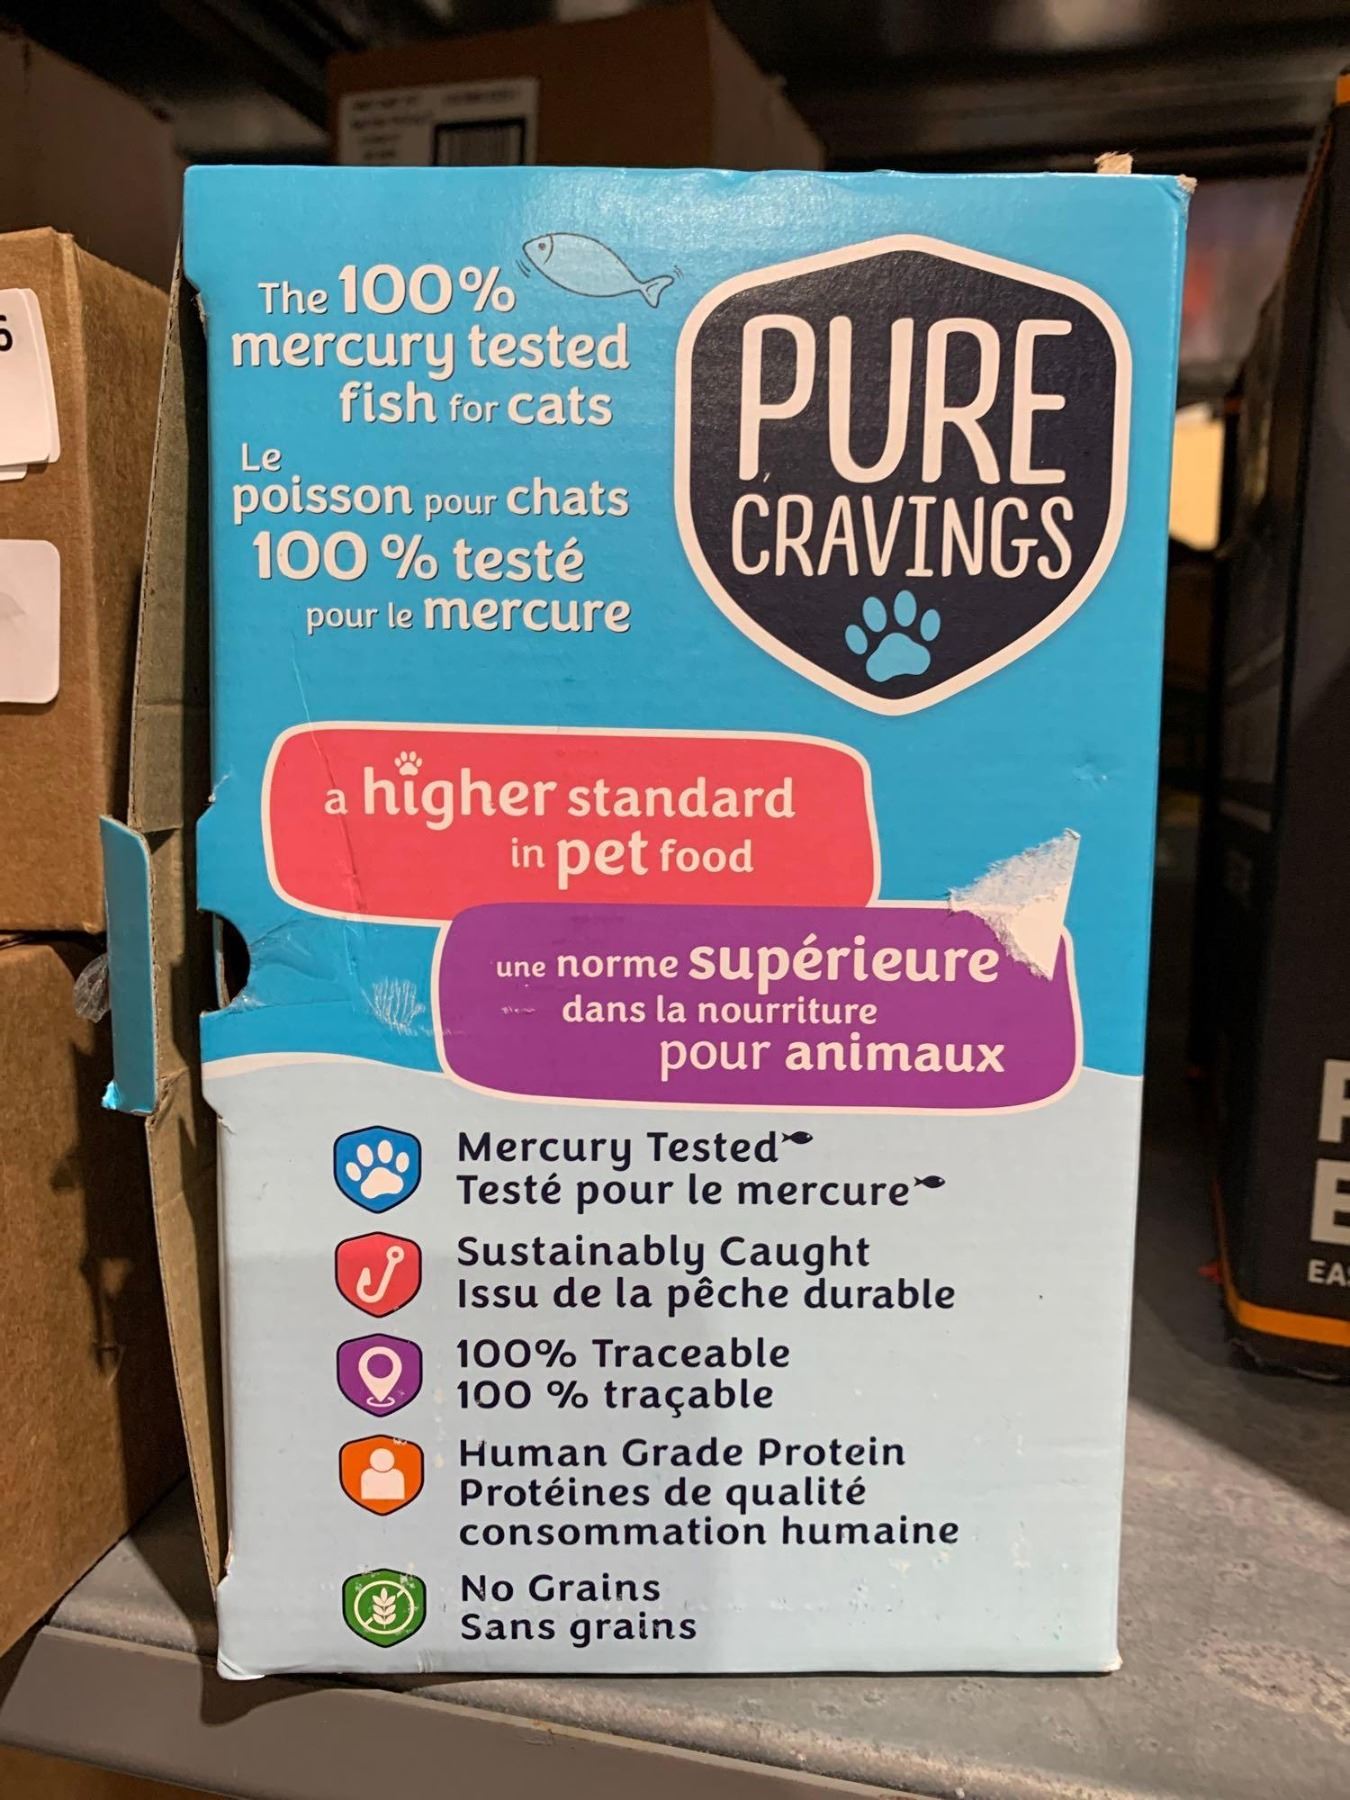 The 100%
mercury tested
fish for cats
Le
poisson pour chats
100 % testé
pour le mercure
PURE
CRAVINGS
a higher standard
in pet food
une norme supérieure
dans la nourriture
pour animaux
Mercury Tested
Testé pour le mercure
Sustainably Caught
Issu de la pêche durable
100% Traceable
100 % traçable
Human Grade Protein
Protéines de qualité
consommation humaine
No Grains
Sans grains